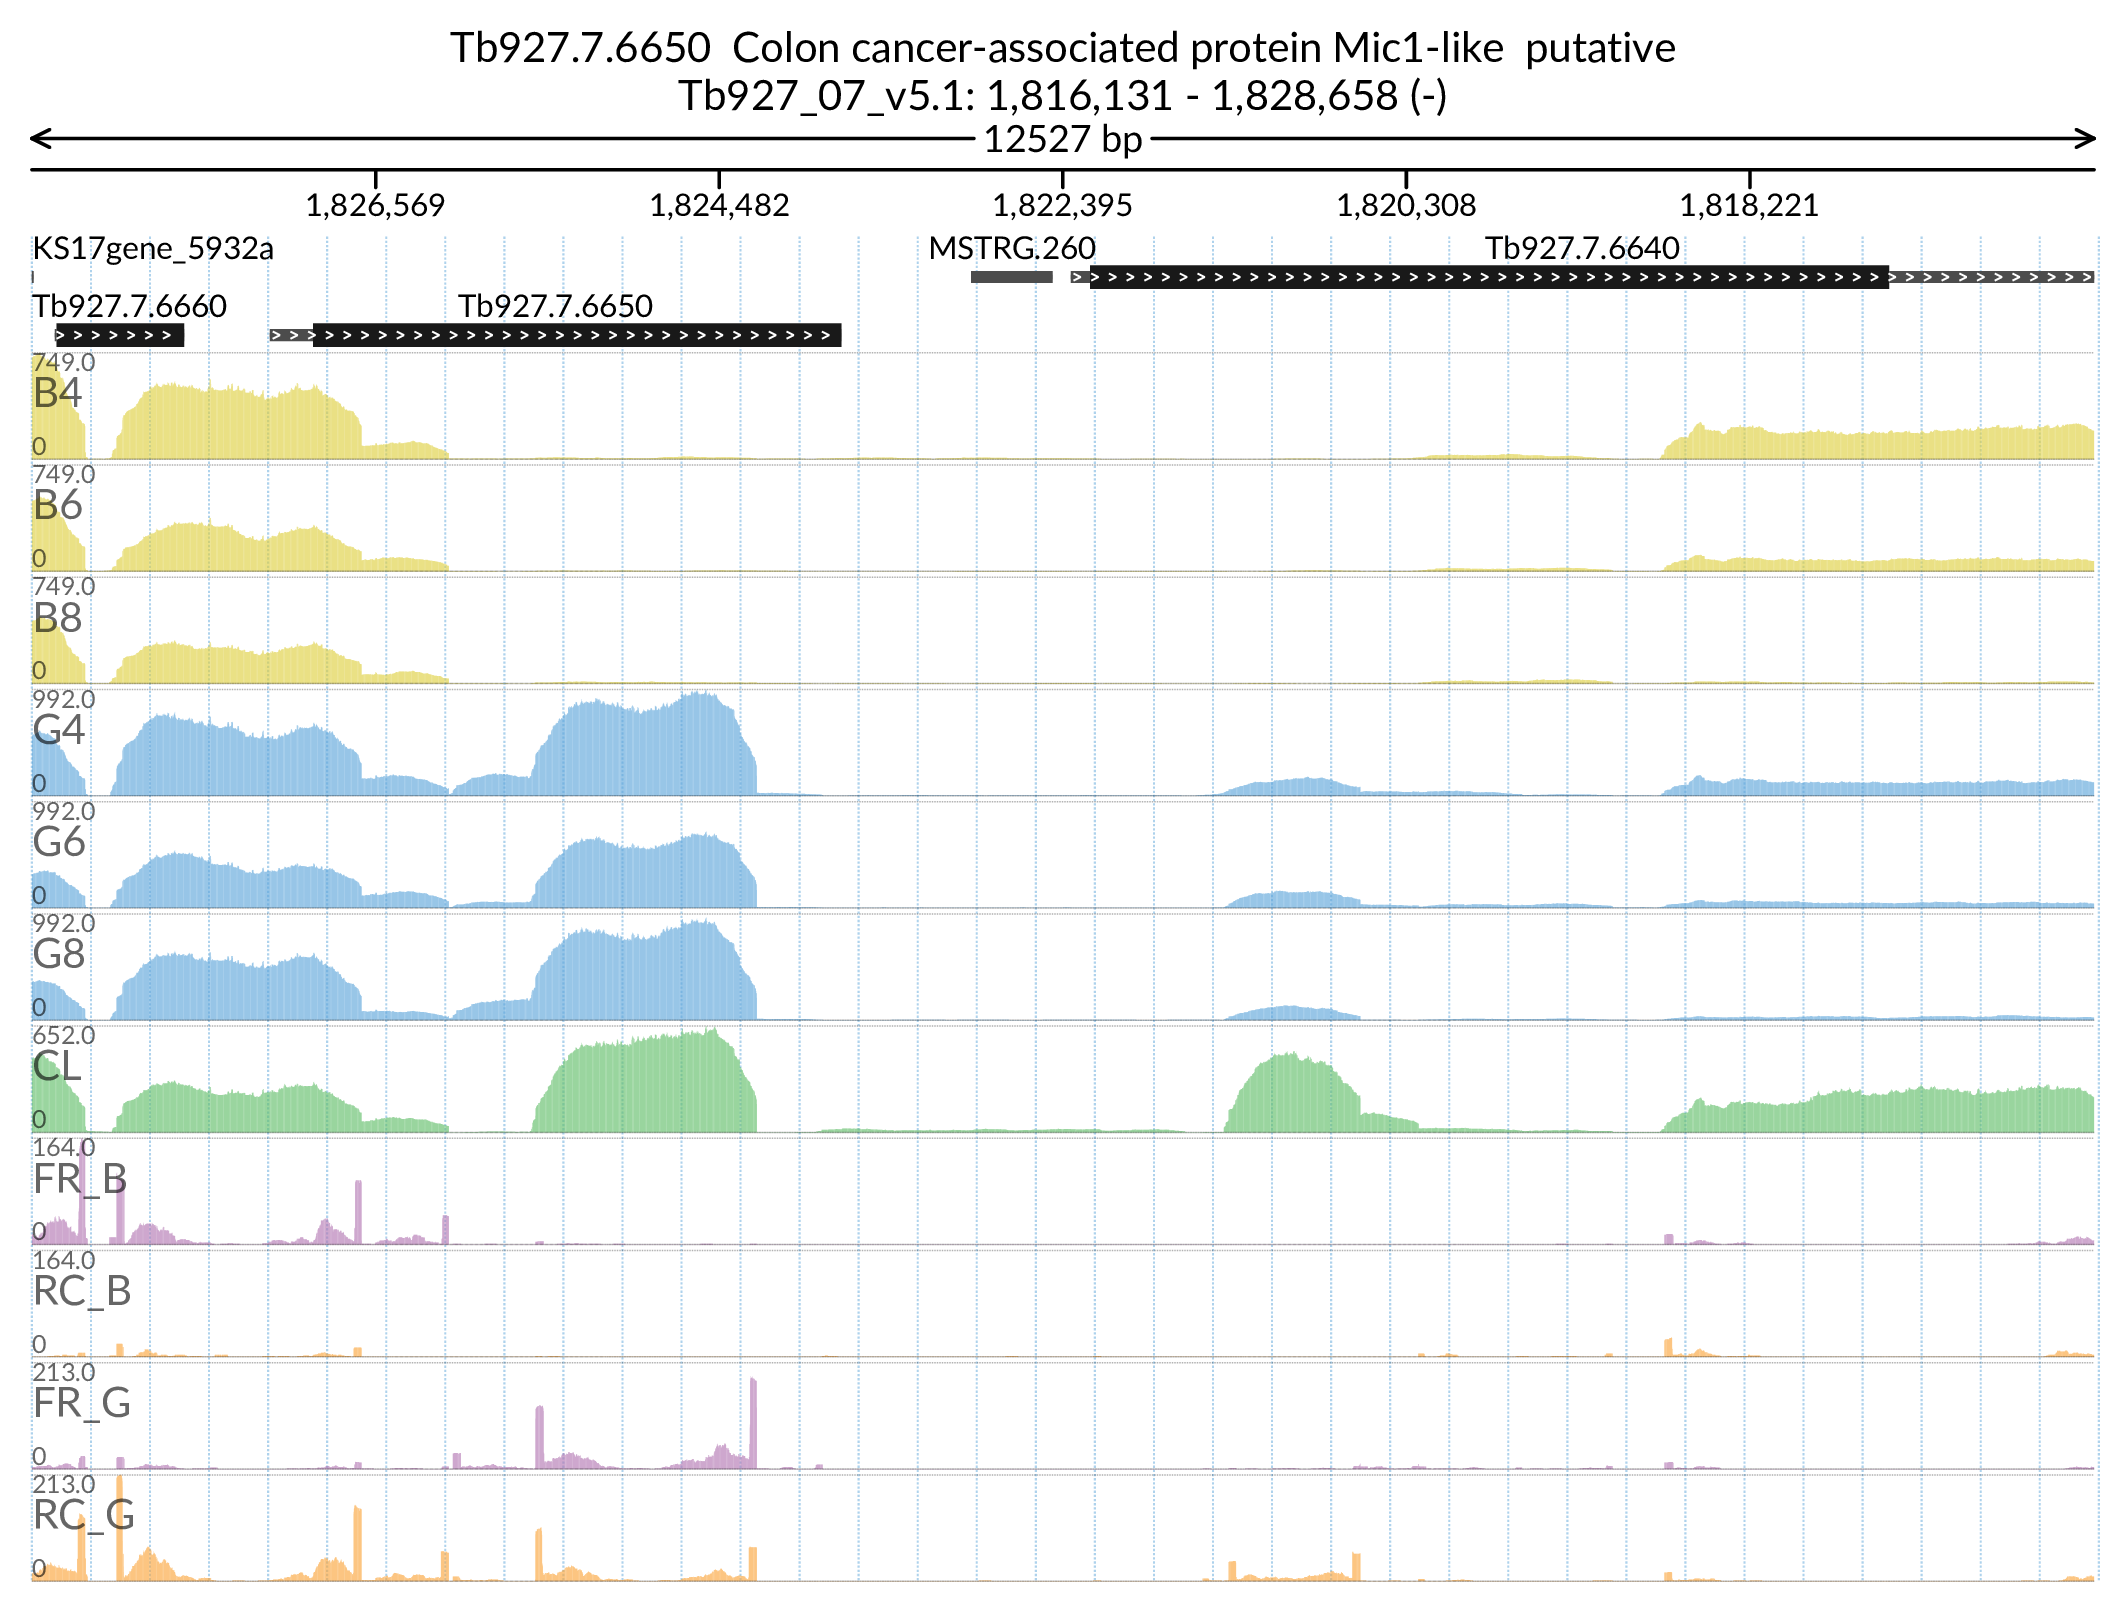 Tb927.7.6650  Colon cancer-associated protein Mic1-like  putative
Tb927_07_v5.1: 1,816,131 - 1,828,658 (-)
12527 bp
1,826,569 1,824,482 1,822,395 1,820,308 1,818,221
KS17gene_5932a MSTRG.260 Tb927.7.6640
Tb927.7.6660 Tb927.7.6650
749.0
B4
0
749.0
B6
0
749.0
B8
0
992.0
G4
0
992.0
G6
0
992.0
G8
0
652.0
CL
0
164.0
FR_B
0
164.0
RC_B
0
213.0
FR_G
0
213.0
RC_G
0